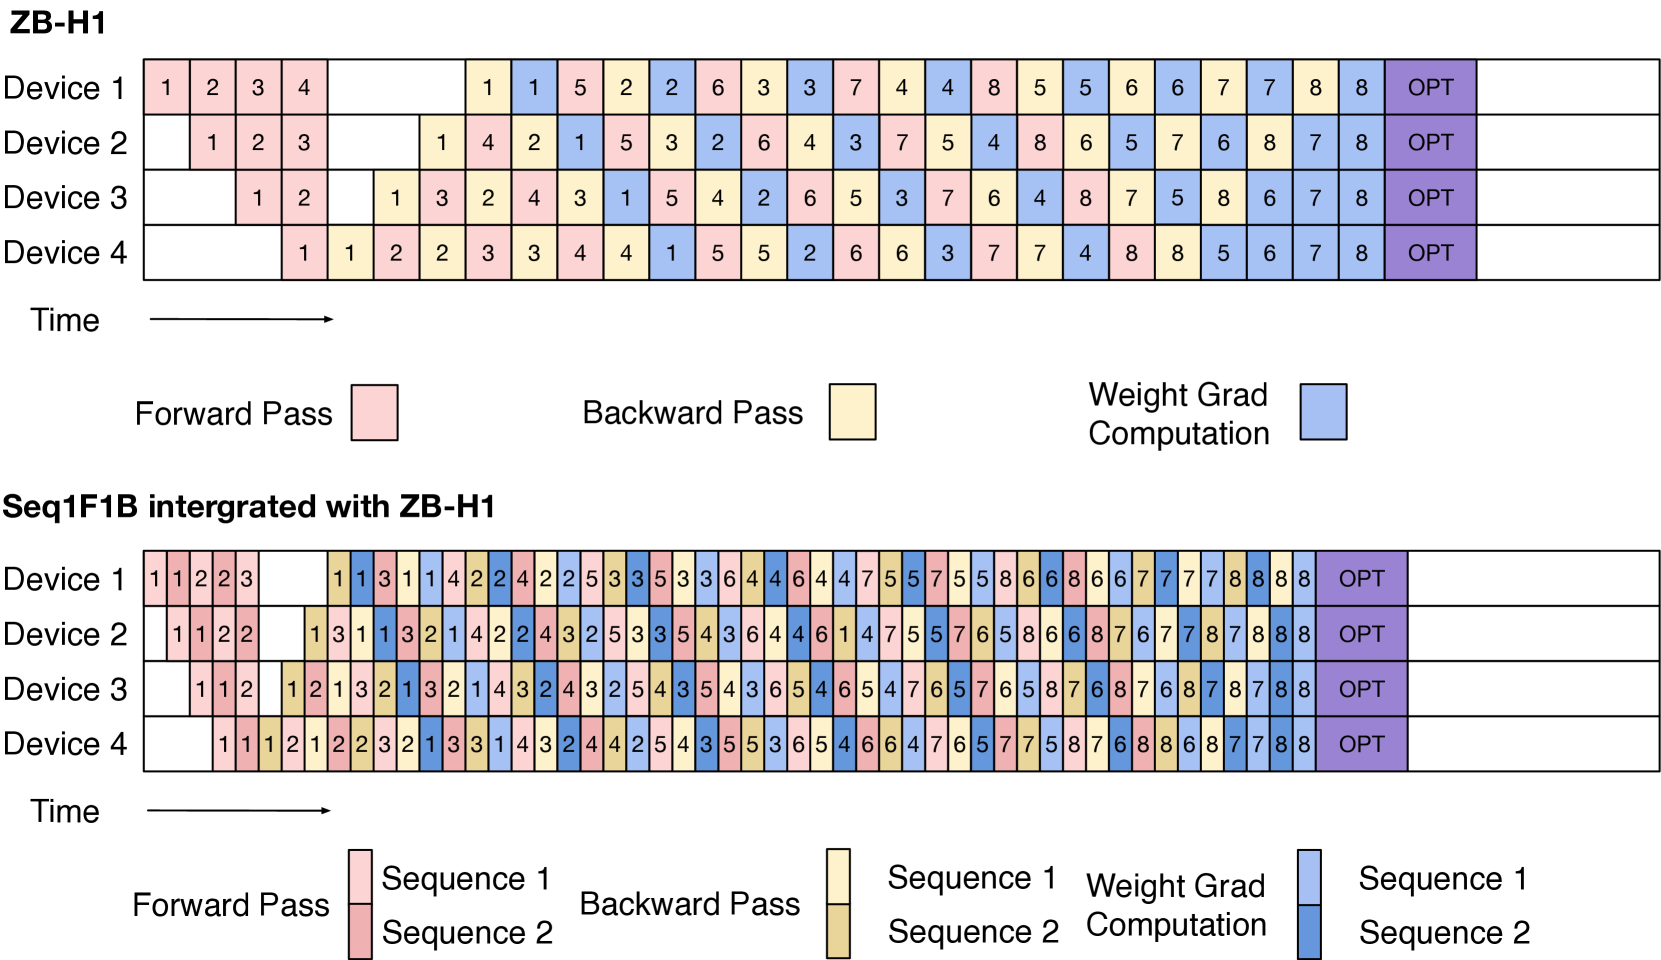 ZB-H1
Device 1 1 2 3 4 1 1 5 2 2 6 3 3 7 4 4 8 5 5 6 6 7 7 8 8 OPT
Device 2 1 2 3 1 4 2 1 5 3 2 6 4 3 7 5 4 8 6 5 7 6 8 7 8 OPT
Device 3 1 2 1 3 2 4 3 1 5 4 2 6 5 3 7 6 4 8 7 5 8 6 7 8 OPT
Device 4 1 1 2 2 3 3 4 4 1 5 5 2 6 6 3 7 7 4 8 8 5 6 7 8 OPT
Time
Forward Pass
Backward Pass
Weight Grad
Computation
Seq1F1B intergrated with ZB-H1
Device 1 1 1 2 2 3 1 1 3 1 1 4 2 2 4 2 2 5 3 3 5 3 3 6 4 4 6 4 4 7 5 5 7 5 5 8 6 6 8 6 6 7 7 7 7 8 8 8 8 OPT
Device 2 1 1 2 2 1 3 1 1 3 2 1 4 2 2 4 3 2 5 3 3 5 4 3 6 4 4 6 1 4 7 5 5 7 6 5 8 6 6 8 7 6 7 7 8 7 8 8 8 OPT
Device 3 1 1 2 1 2 1 3 2 1 3 2 1 4 3 2 4 3 2 5 4 3 5 4 3 6 5 4 6 5 4 7 6 5 7 6 5 8 7 6 8 7 6 8 7 8 7 8 8 OPT
Device 4 1 1 1 2 1 2 2 3 2 1 3 3 1 4 3 2 4 4 2 5 4 3 5 5 3 6 5 4 6 6 4 7 6 5 7 7 5 8 7 6 8 8 6 8 7 7 8 8 OPT
Time
Forward Pass
Sequence 1
Sequence 2
Backward Pass
Sequence 1
Sequence 2
Weight Grad
Computation
Sequence 1
Sequence 2